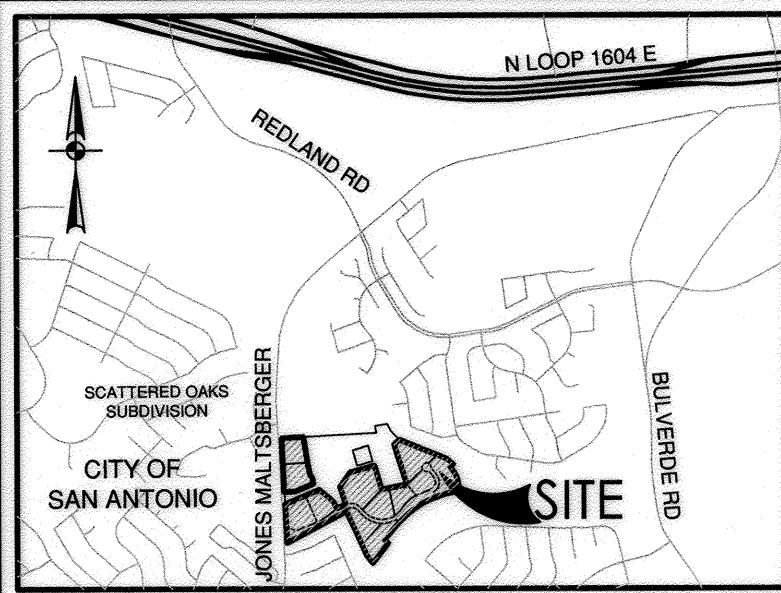 N LOOP 1604 E
REDLAND RD
SCATTERED OAKS
SUBDIVISION
JONES MALTSBERGER
BULVERDE RD
CITY OF
SAN ANTONIO
SITE